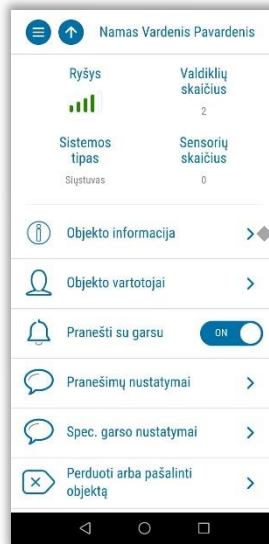 Namas Vardenis Pavardenis
Ryšys
Valdiklių
skaičius
2
Sistemos
tipas
Siųstuvas
Sensorių
skaičius
0
Objekto informacija
Objekto vartotojai
Pranešti su garsu
ON
Pranešimų nustatymai
Spec. garso nustatymai
Perduoti arba pašalinti
objektą